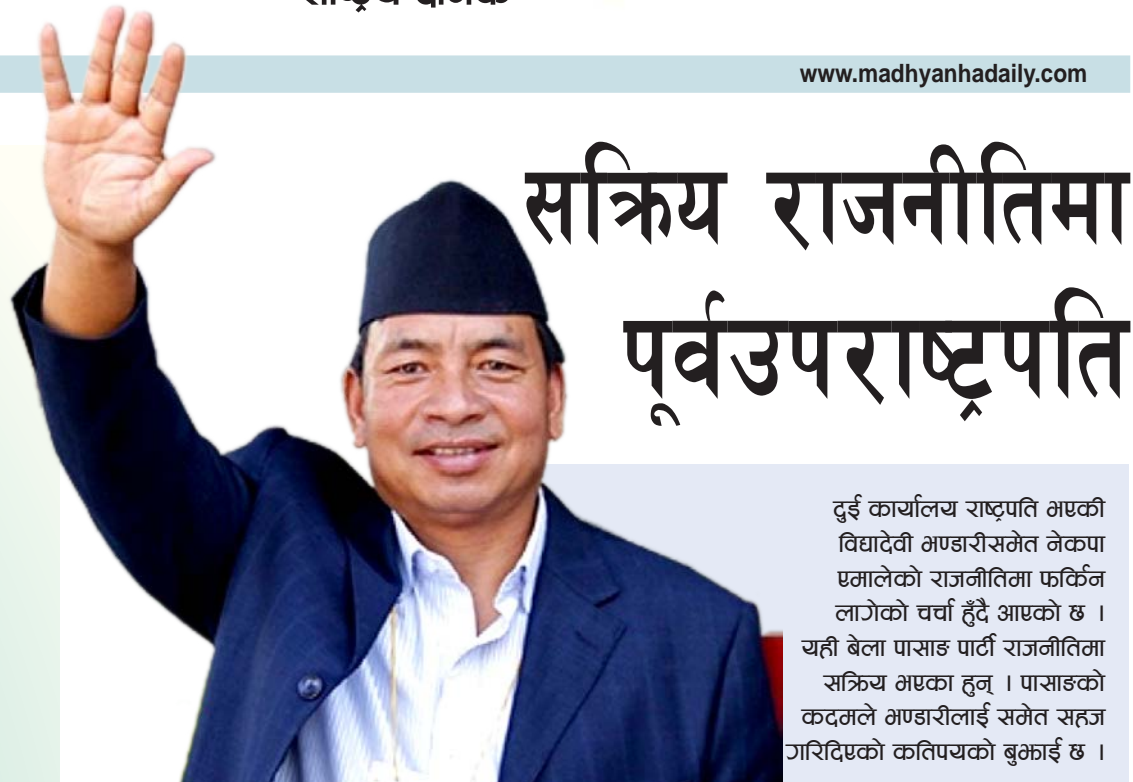 राष्ट्रिय दैनिक
www.madhyanhadaily.com
सक्रिय राजनीतिमा
पूर्वउपराष्ट्रपति
दुई कार्यालय राष्ट्रपति भएकी
विद्यादेवी भण्डारीसमेत नेकपा
एमालेको राजनीतिमा फर्किन
लागेको चर्चा हुँदै आएको छ ।
यही बेला पासाङ पार्टी राजनीतिमा
सक्रिय भएका हुन् । पासाङको
कदमले भण्डारीलाई समेत सहज
गरिदिएको कतिपयको बुझाई छ ।